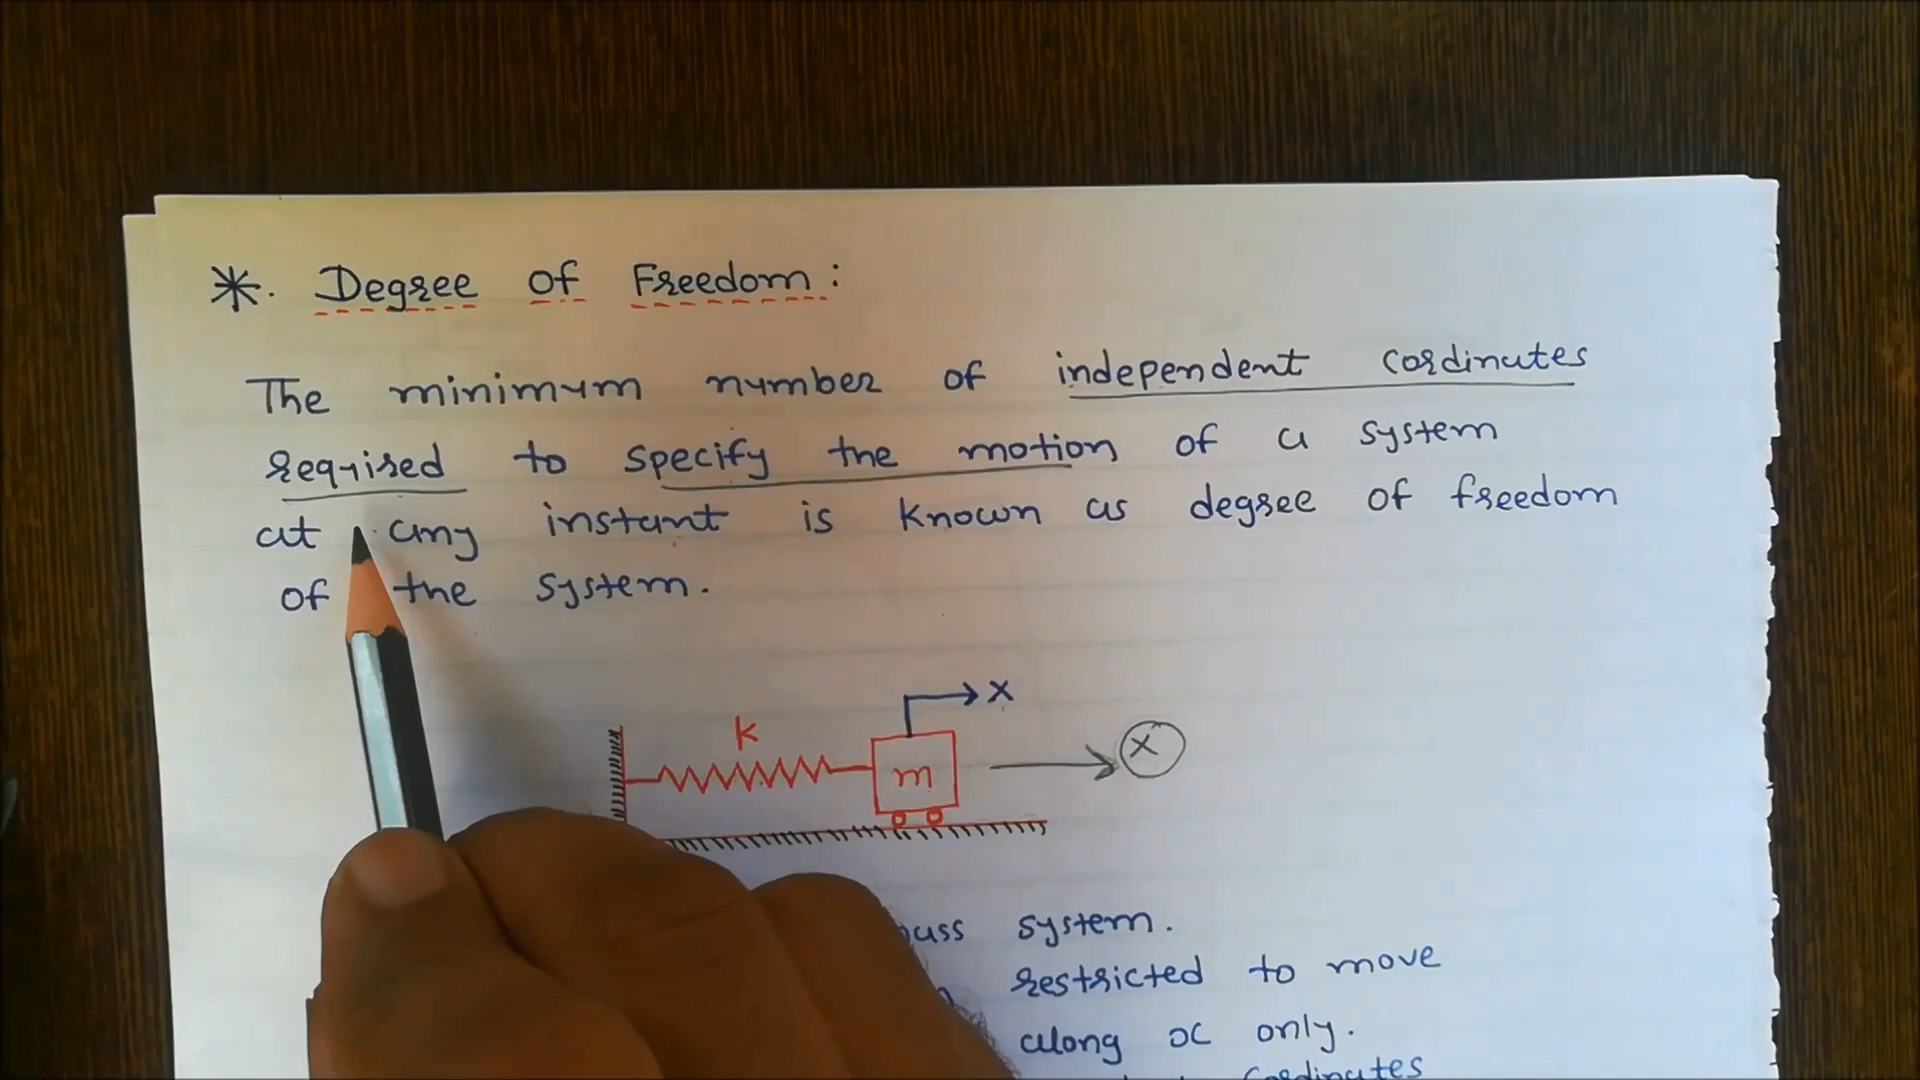 *. Degree of Freedom:
The minimum number of independent cordinates
required to specify the motion of a system
at any instant is known as degree of freedom
of the system.
x
k
x
m
system.
restricted to move
along x only.
Cordinates